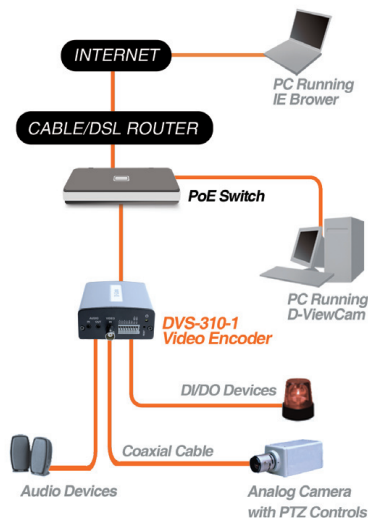 INTERNET
PC Running
IE Brower
CABLE/DSL ROUTER
PoE Switch
PC Running
D-ViewCam
DVS-310-1
Video Encoder
DI/DO Devices
Coaxial Cable
Audio Devices
Analog Camera
with PTZ Controls